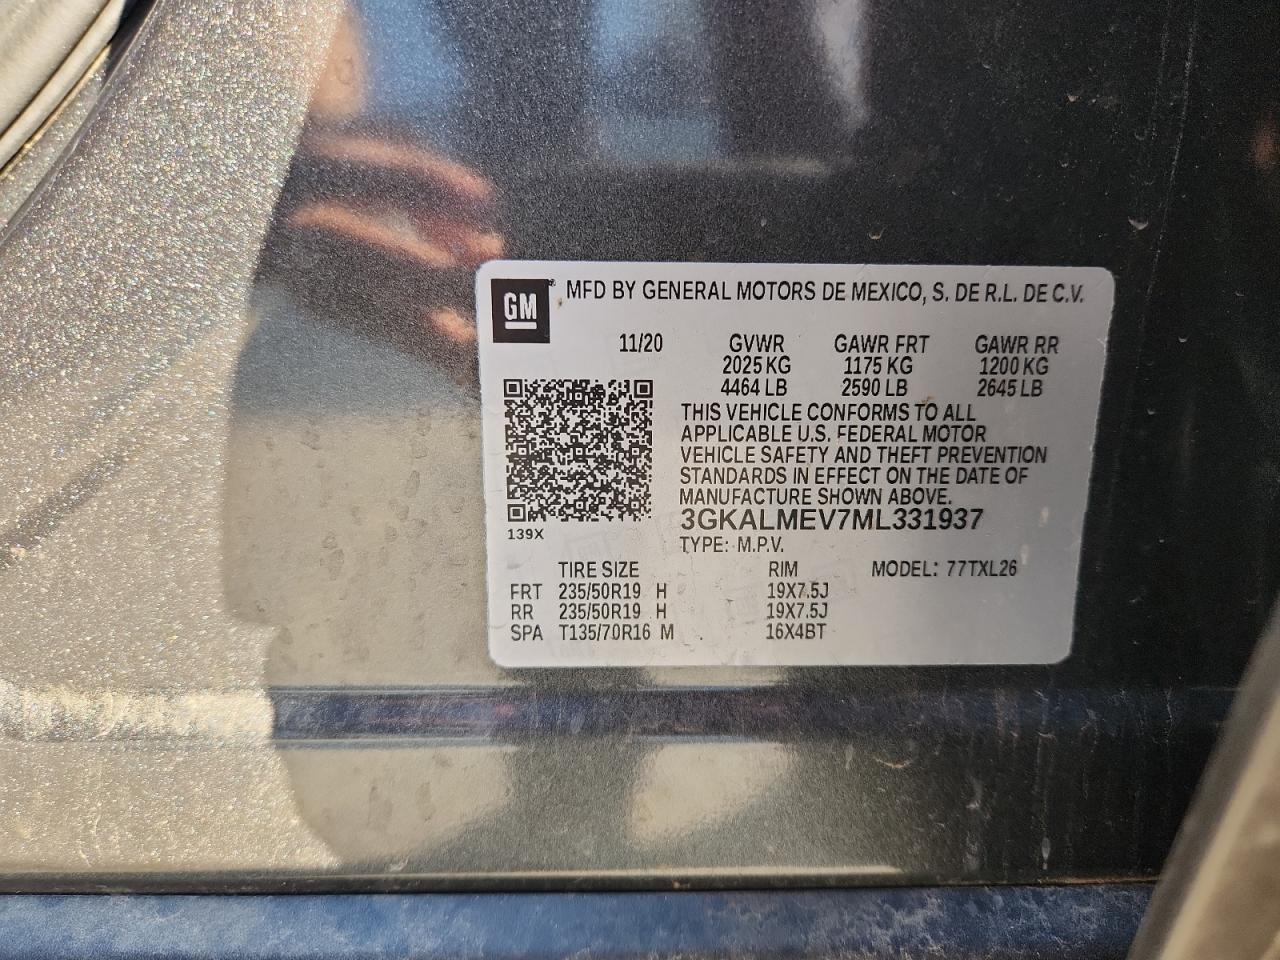 GM ® MFD BY GENERAL MOTORS DE MEXICO, S. DE R.L. DE C.V.
11/20 GVWR GAWR FRT GAWR RR
2025 KG 1175 KG 1200 KG
4464 LB 2590 LB 2645 LB
THIS VEHICLE CONFORMS TO ALL
APPLICABLE U.S. FEDERAL MOTOR
VEHICLE SAFETY AND THEFT PREVENTION
STANDARDS IN EFFECT ON THE DATE OF
MANUFACTURE SHOWN ABOVE.
3GKALMEV7ML331937
139X
TYPE: M.P.V.
TIRE SIZE RIM MODEL: 77TXL26
FRT 235/50R19 H 19X7.5J
RR 235/50R19 H 19X7.5J
SPA T135/70R16 M 16X4BT